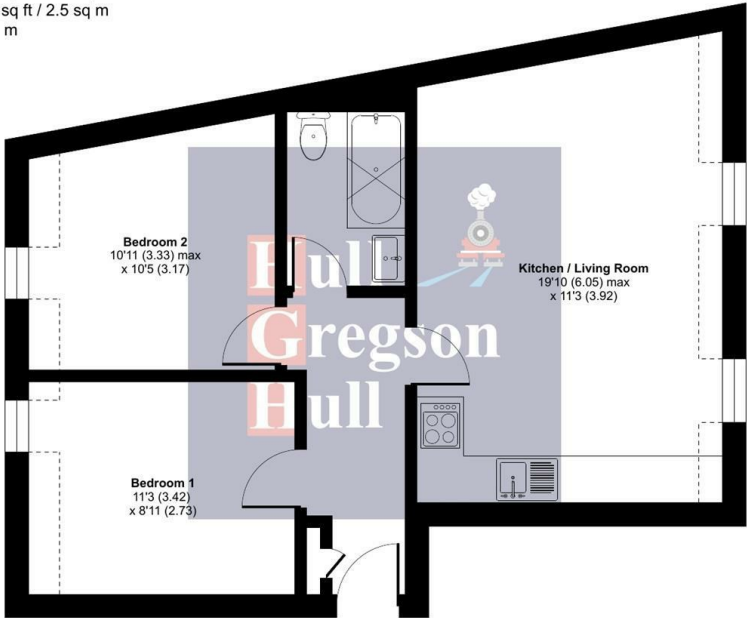 sq ft / 2.5 sq m
m
Bedroom 2
10'11 (3.33) max
x 10'5 (3.17)
Kitchen / Living Room
19'10 (6.05) max
x 11'3 (3.92)
Hull
Gregson
Hull
Bedroom 1
11'3 (3.42)
x 8'11 (2.73)